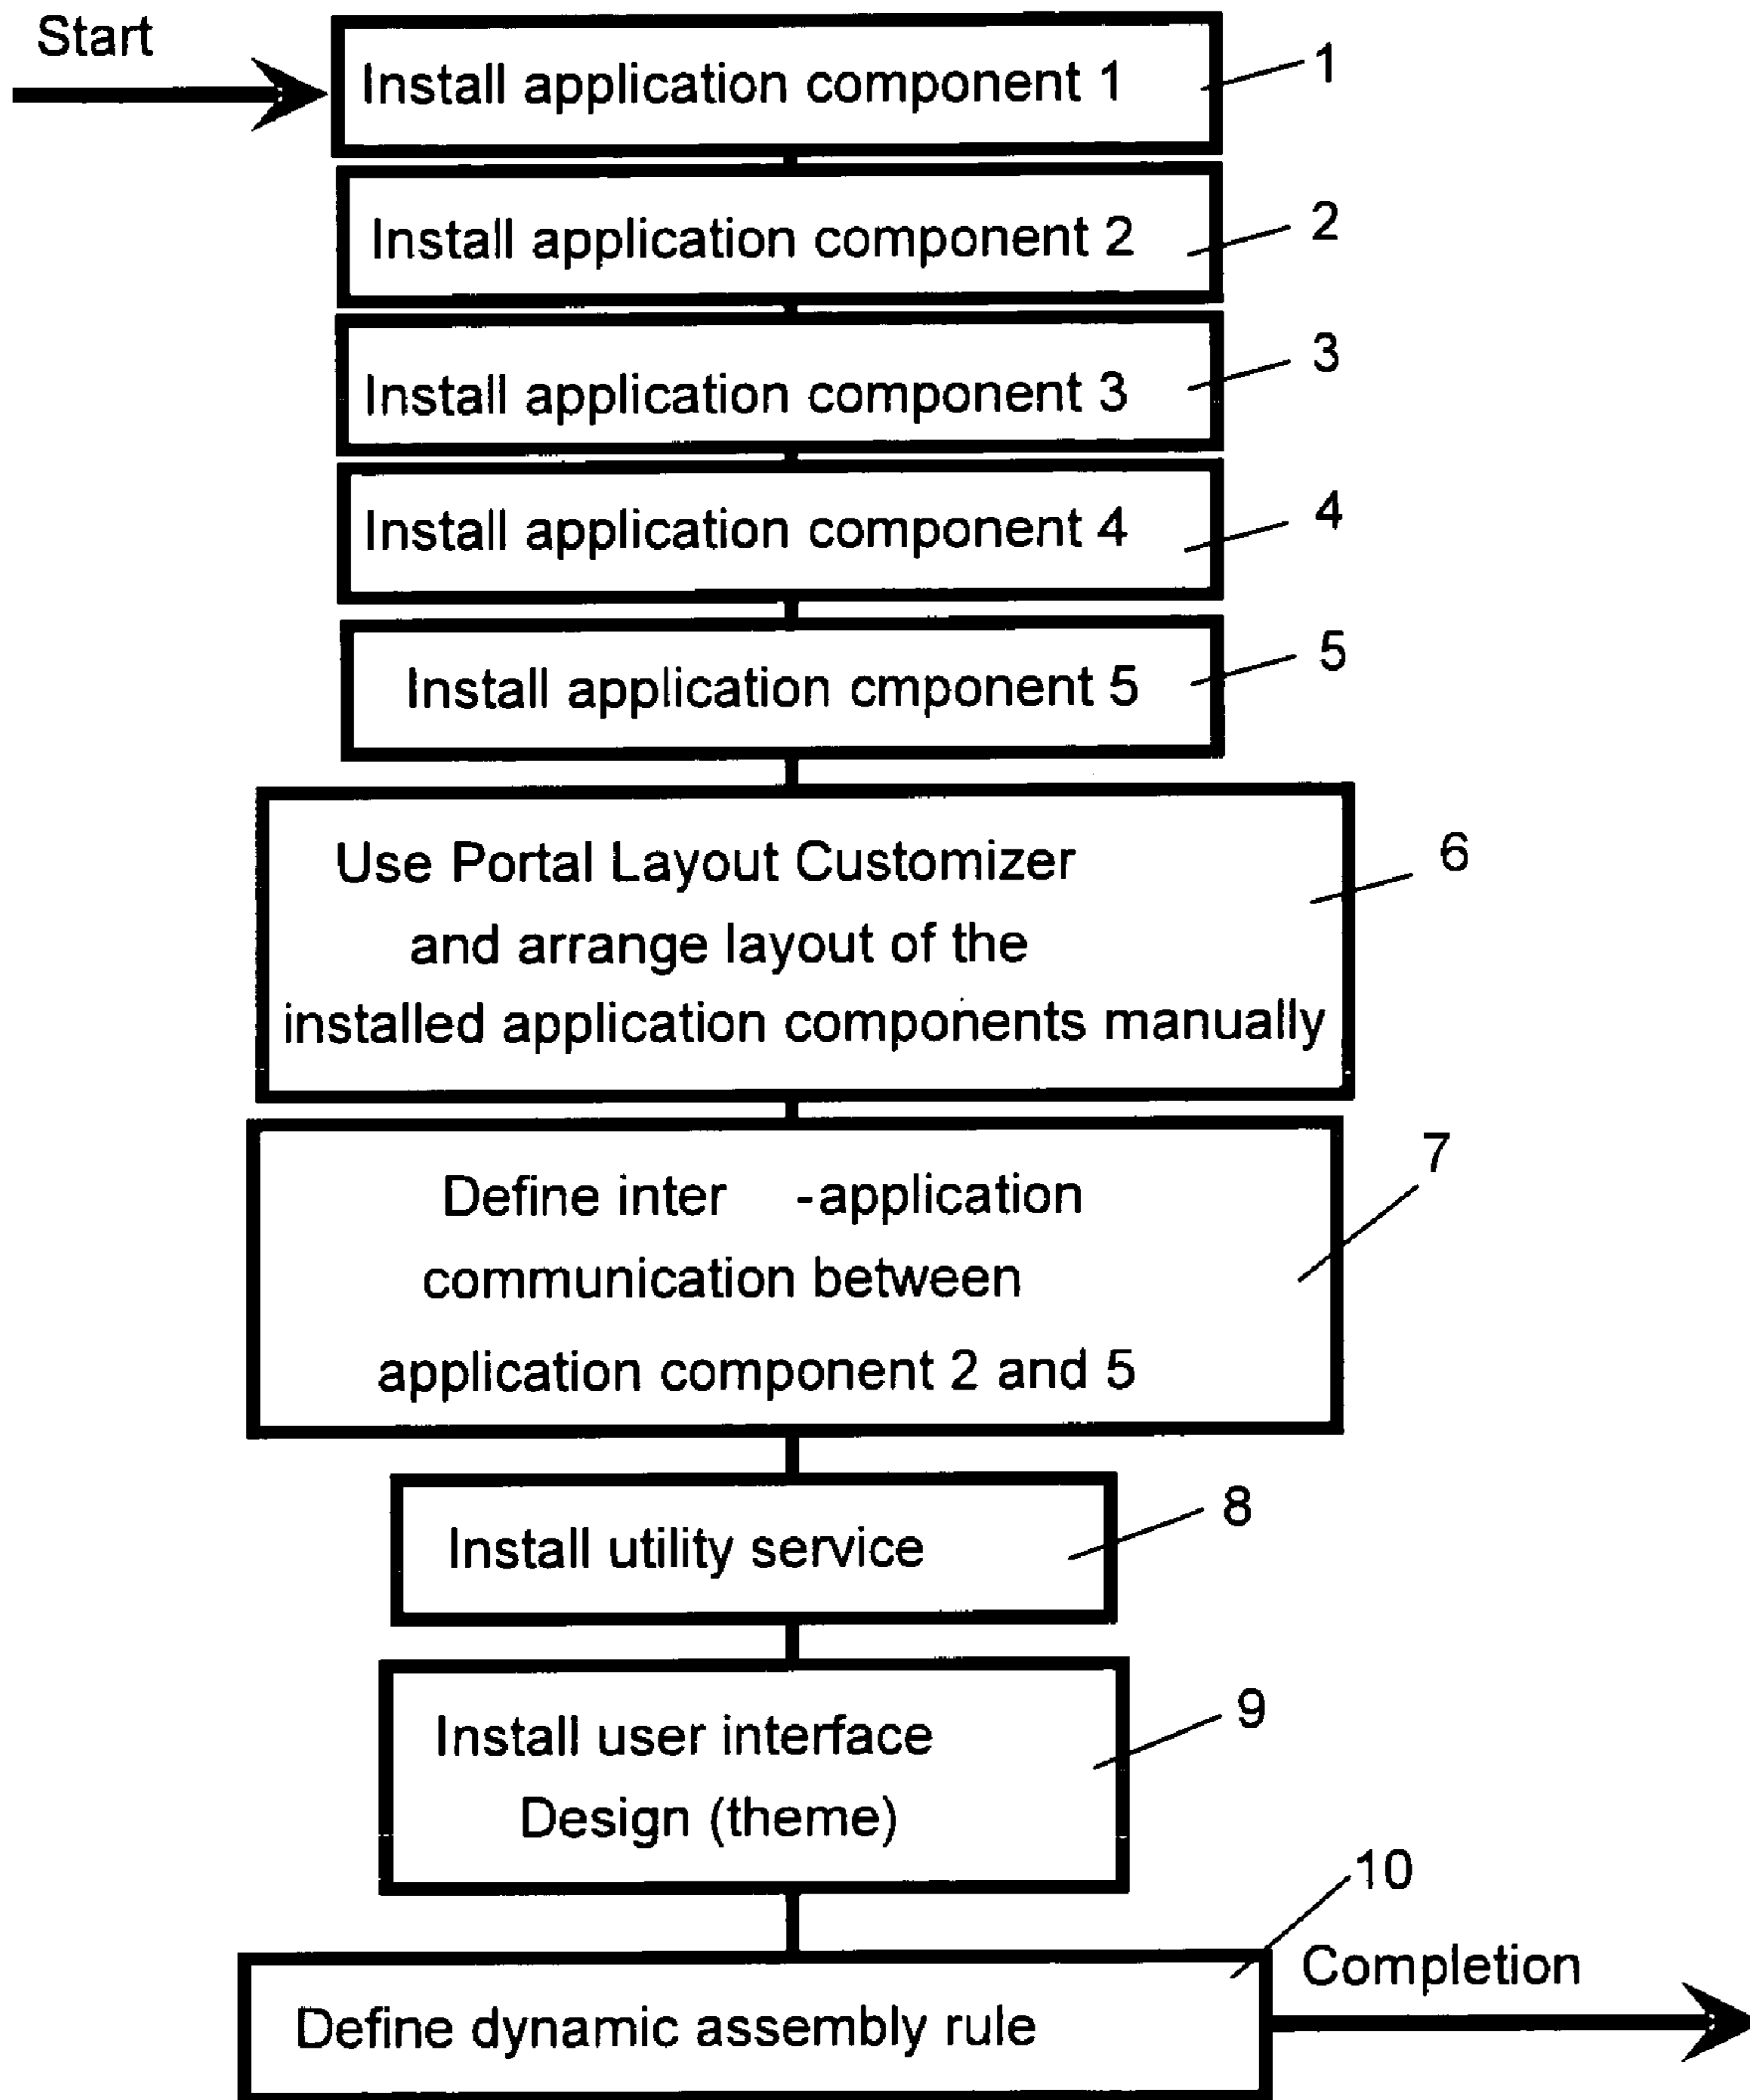 Start
Install application component 1
1
Install application component 2
2
Install application component 3
3
Install application component 4
4
Install application cmponent 5
5
Use Portal Layout Customizer
and arrange layout of the
installed application components manually
6
Define inter -application
communication between
application component 2 and 5
7
Install utility service
8
Install user interface
Design (theme)
9
Define dynamic assembly rule
10
Completion